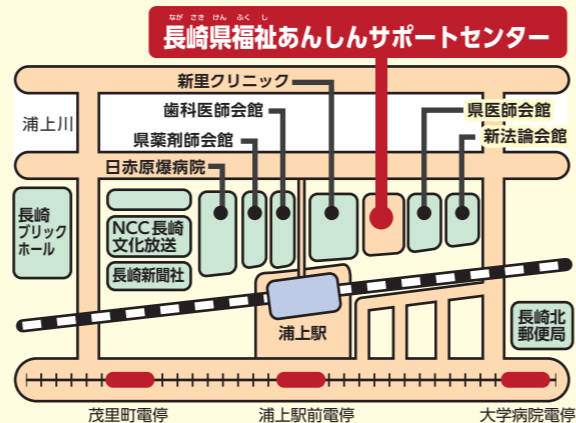 ながさきけんふくし
長崎県福祉あんしんサポートセンター
新里クリニック
歯科医師会館
県薬剤師会館
日赤原爆病院
県医師会館
新法論会館
浦上川
長崎
ブリック
ホール
NCC長崎
文化放送
長崎新聞社
浦上駅
長崎北
郵便局
茂里町電停
浦上駅前電停
大学病院電停